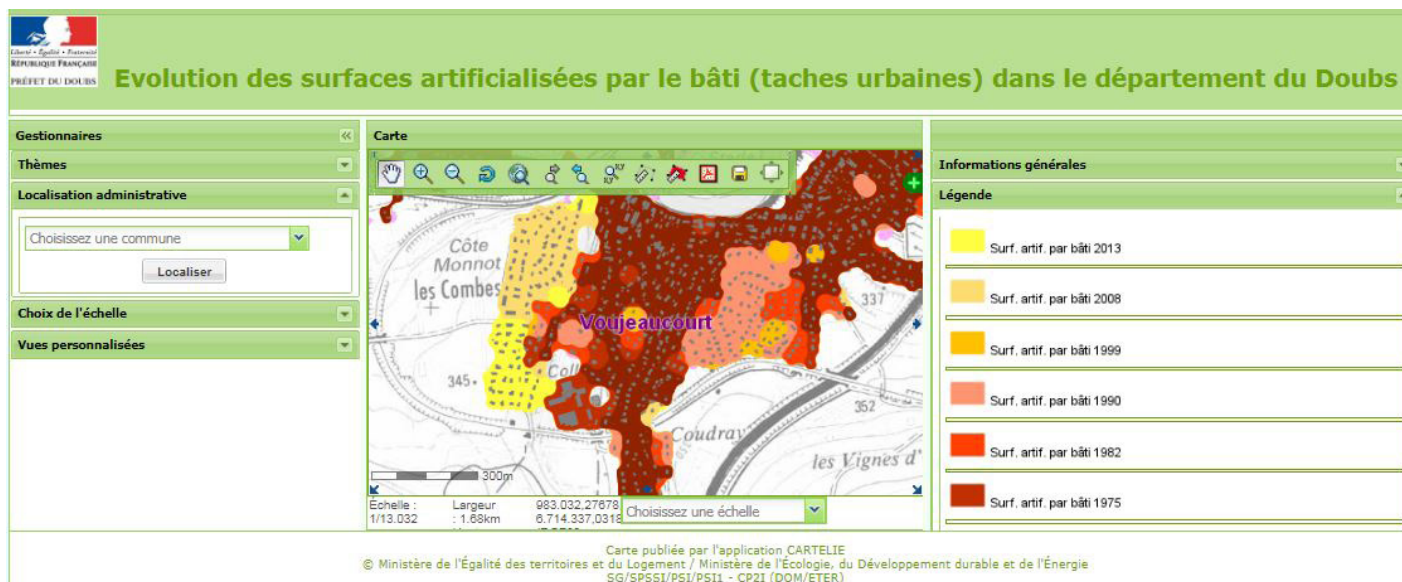 Liberté • Égalité • Fraternité
RÉPUBLIQUE FRANÇAISE
PRÉFET DU DOUBS
Evolution des surfaces artificialisées par le bâti (taches urbaines) dans le département du Doubs
Gestionnaires
Thèmes
Localisation administrative
Choisissez une commune
Localiser
Choix de l'échelle
Vues personnalisées
Carte
Côte
Monnot
les Combes
Voujeaucourt
337
345
Coll
352
Coudray
les Vignes d'
300m
Echelle :
1/13.032
Largeur
: 1.68km
983.032,27678
6.714.337,0318
Choisissez une échelle
Informations générales
Légende
Surf. artif. par bâti 2013
Surf. artif. par bâti 2008
Surf. artif. par bâti 1999
Surf. artif. par bâti 1990
Surf. artif. par bâti 1982
Surf. artif. par bâti 1975
Carte publiée par l'application CARTELIE
© Ministère de l'Égalité des territoires et du Logement / Ministère de l'Écologie, du Développement durable et de l'Énergie
SG/SPSSI/PSI/PSI1 - CP2I (DOM/ETER)